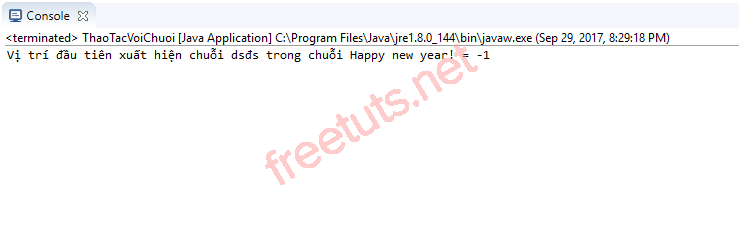 Console
<terminated> ThaoTacVoiChuoi [Java Application] C:\Program Files\Java\jre1.8.0_144\bin\javaw.exe (Sep 29, 2017, 8:29:18 PM)
Vị trí đầu tiên xuất hiện chuỗi dsđs trong chuỗi Happy new year! = -1
freetuts.net